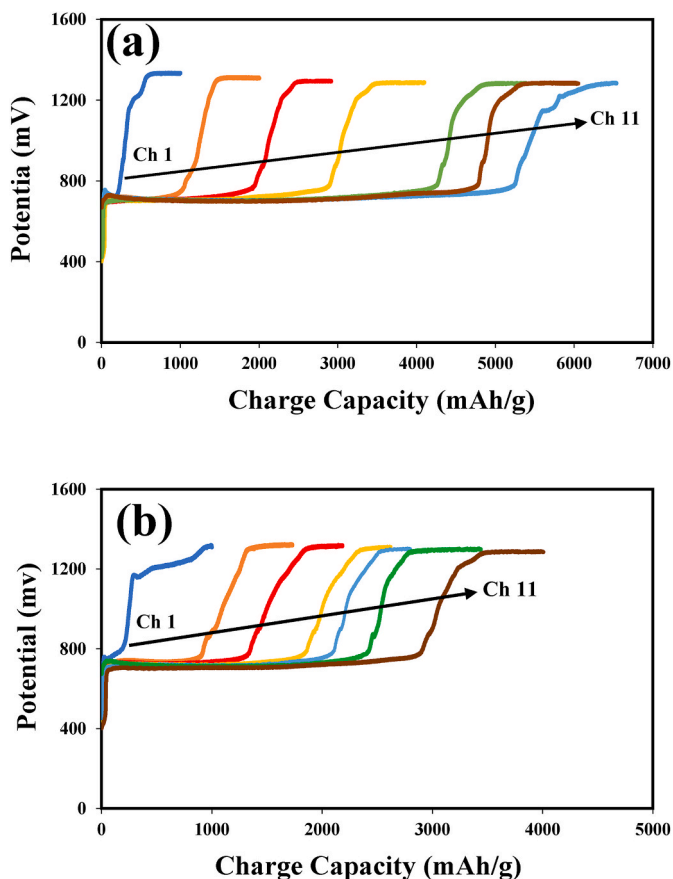 (a)
1600
1200
800
400
0
Ch 1
Ch 11
Potentia (mV)
0 1000 2000 3000 4000 5000 6000 7000
Charge Capacity (mAh/g)
(b)
1600
1200
800
400
0
Ch 1
Ch 11
Potential (mv)
0 1000 2000 3000 4000 5000
Charge Capacity (mAh/g)